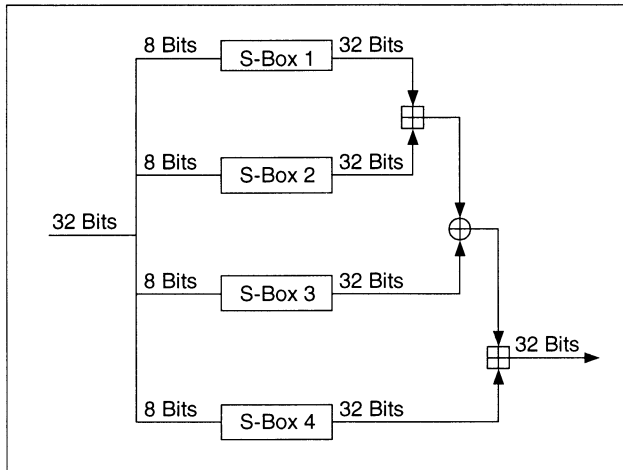 8 Bits S-Box 1 32 Bits
8 Bits S-Box 2 32 Bits
32 Bits
8 Bits S-Box 3 32 Bits
32 Bits
8 Bits S-Box 4 32 Bits